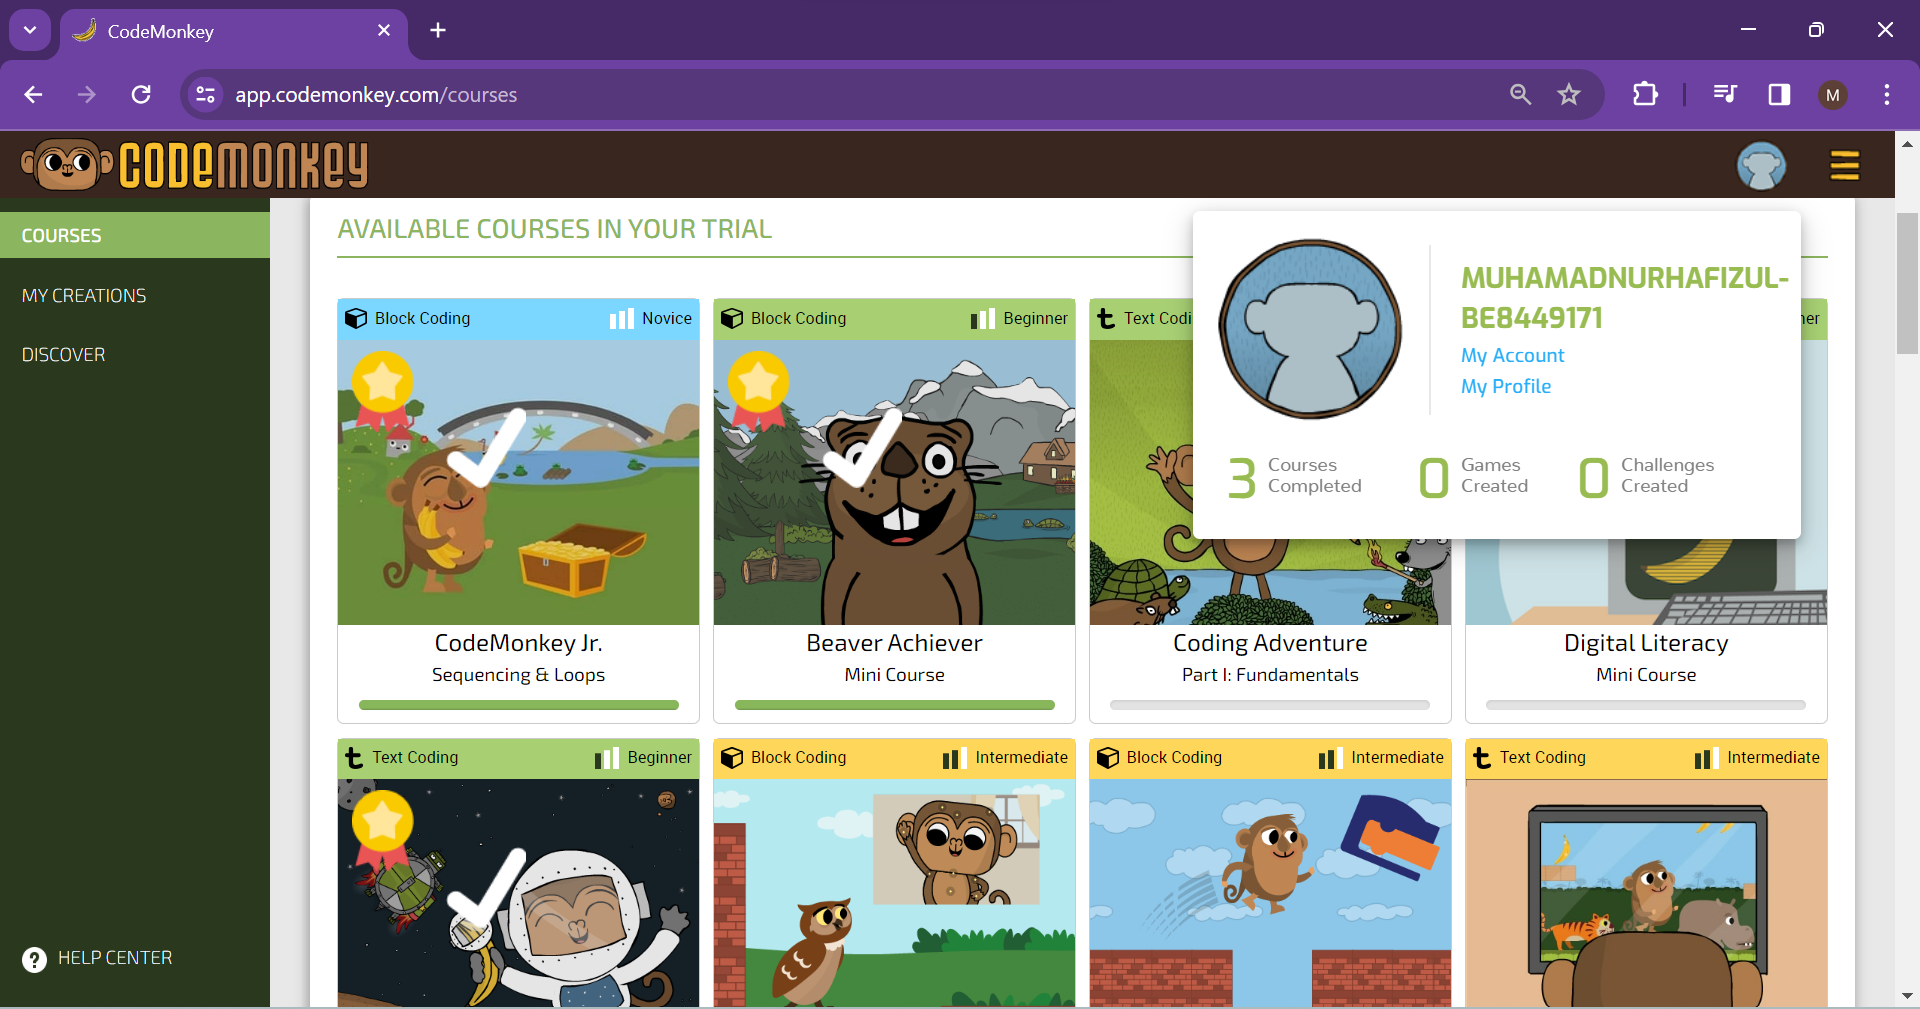 CodeMonkey
app.codemonkey.com/courses
M
CODEMONKEY
COURSES
MY CREATIONS
DISCOVER
? HELP CENTER
AVAILABLE COURSES IN YOUR TRIAL
MUHAMADNURHAFIZUL-
BE8449171
My Account
My Profile
3 Courses
Completed
0 Games
Created
0 Challenges
Created
Block Coding Novice
CodeMonkey Jr.
Sequencing & Loops
Block Coding Beginner
Beaver Achiever
Mini Course
Text Codi
Coding Adventure
Part I: Fundamentals
ner
Digital Literacy
Mini Course
Text Coding Beginner
Block Coding Intermediate
Block Coding Intermediate
Text Coding Intermediate